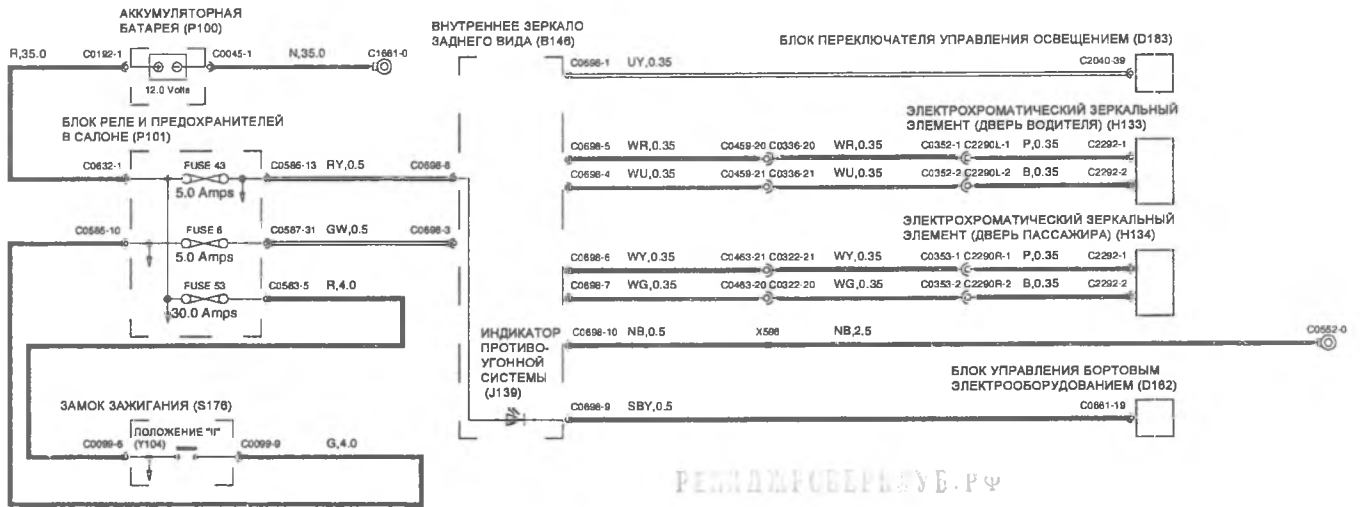 АККУМУЛЯТОРНАЯ
БАТАРЕЯ (P100)
R,35.0
C0192-1
C0045-1
N,35.0
C1661-0
12.0 Volts
БЛОК РЕЛЕ И ПРЕДОХРАНИТЕЛЕЙ
В САЛОНЕ (P101)
C0632-1
FUSE 43
5.0 Amps
C0586-13
RY,0.5
C0698-8
C0585-10
FUSE 6
5.0 Amps
C0587-31
GW,0.5
C0698-3
FUSE 53
30.0 Amps
C0583-5
R,4.0
ЗАМОК ЗАЖИГАНИЯ (S176)
ПОЛОЖЕНИЕ "II"
(Y104)
C0099-6
C0099-9
G,4.0
ВНУТРЕННЕЕ ЗЕРКАЛО
ЗАДНЕГО ВИДА (B146)
ИНДИКАТОР
ПРОТИВО-
УГОННОЙ
СИСТЕМЫ
(J139)
БЛОК ПЕРЕКЛЮЧАТЕЛЯ УПРАВЛЕНИЯ ОСВЕЩЕНИЕМ (D183)
C0698-1
UY,0.35
C2040-39
ЭЛЕКТРОХРОМАТИЧЕСКИЙ ЗЕРКАЛЬНЫЙ
ЭЛЕМЕНТ (ДВЕРЬ ВОДИТЕЛЯ) (H133)
C0698-5 WR,0.35 C0459-20 C0336-20 WR,0.35 C0352-1 C2290L-1 P,0.35 C2292-1
C0698-4 WU,0.35 C0459-21 C0336-21 WU,0.35 C0352-2 C2290L-2 B,0.35 C2292-2
ЭЛЕКТРОХРОМАТИЧЕСКИЙ ЗЕРКАЛЬНЫЙ
ЭЛЕМЕНТ (ДВЕРЬ ПАССАЖИРА) (H134)
C0698-6 WY,0.35 C0463-21 C0322-21 WY,0.35 C0353-1 C2290R-1 P,0.35 C2292-1
C0698-7 WG,0.35 C0463-20 C0322-20 WG,0.35 C0353-2 C2290R-2 B,0.35 C2292-2
C0698-10 NB,0.5 X596 NB,2.5 C0552-0
БЛОК УПРАВЛЕНИЯ БОРТОВЫМ
ЭЛЕКТРООБОРУДОВАНИЕМ (D162)
C0698-9 SBY,0.5 C0661-19